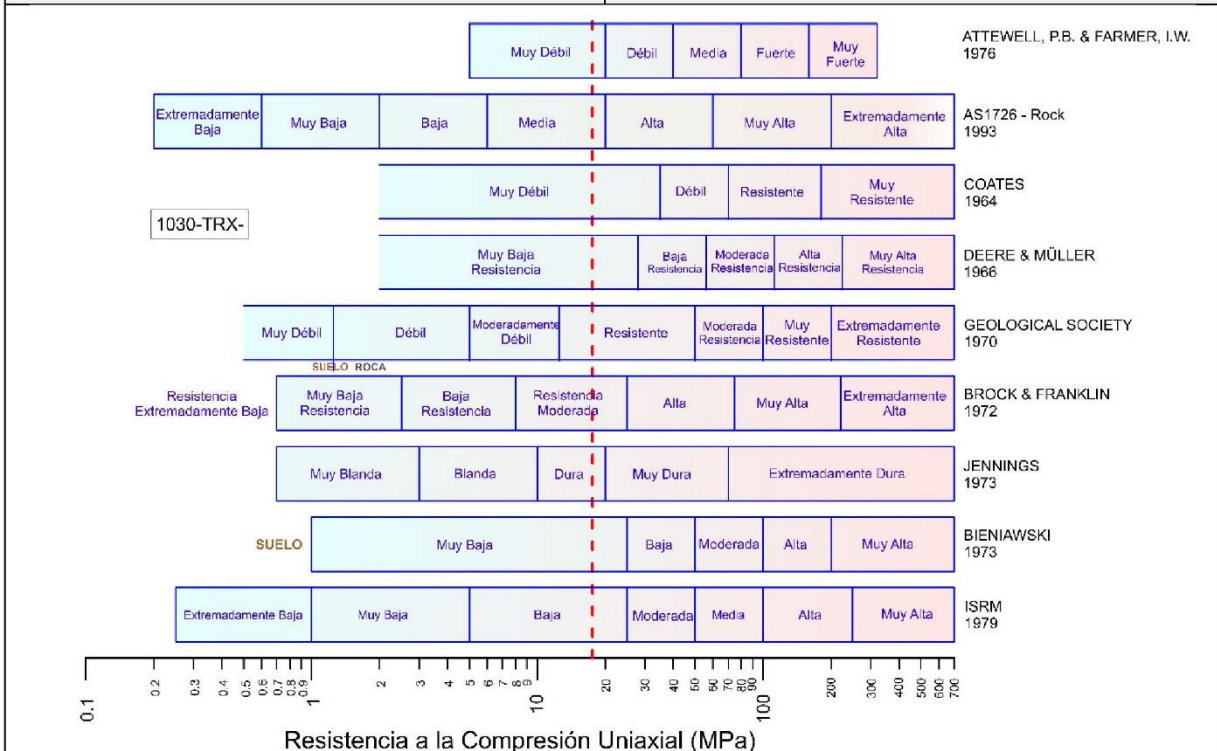 Muy Débil
Débil
Media
Fuerte
Muy
Fuerte
ATTEWELL, P.B. & FARMER, I.W.
1976
Extremadamente
Baja
Muy Baja
Baja
Media
Alta
Muy Alta
Extremadamente
Alta
AS1726 - Rock
1993
Muy Débil
Débil
Resistente
Muy
Resistente
COATES
1964
1030-TRX-
Muy Baja
Resistencia
Baja
Resistencia
Moderada
Resistencia
Alta
Resistencia
Muy Alta
Resistencia
DEERE & MÜLLER
1966
Muy Débil
Débil
Moderadamente
Débil
Resistente
Moderada
Resistencia
Muy
Resistente
Extremadamente
Resistente
GEOLOGICAL SOCIETY
1970
SUELO ROCA
Resistencia
Extremadamente Baja
Muy Baja
Resistencia
Baja
Resistencia
Resistencia
Moderada
Alta
Muy Alta
Extremadamente
Alta
BROCK & FRANKLIN
1972
Muy Blanda
Blanda
Dura
Muy Dura
Extremadamente Dura
JENNINGS
1973
SUELO
Muy Baja
Baja
Moderada
Alta
Muy Alta
BIENIAWSKI
1973
Extremadamente Baja
Muy Baja
Baja
Moderada
Media
Alta
Muy Alta
ISRM
1979
0.1 0.2 0.3 0.4 0.5 0.6 0.7 0.8 0.9 1 2 3 4 5 6 7 8 9 10 20 30 40 50 60 70 80 90 100 200 300 400 500 600 700
Resistencia a la Compresión Uniaxial (MPa)